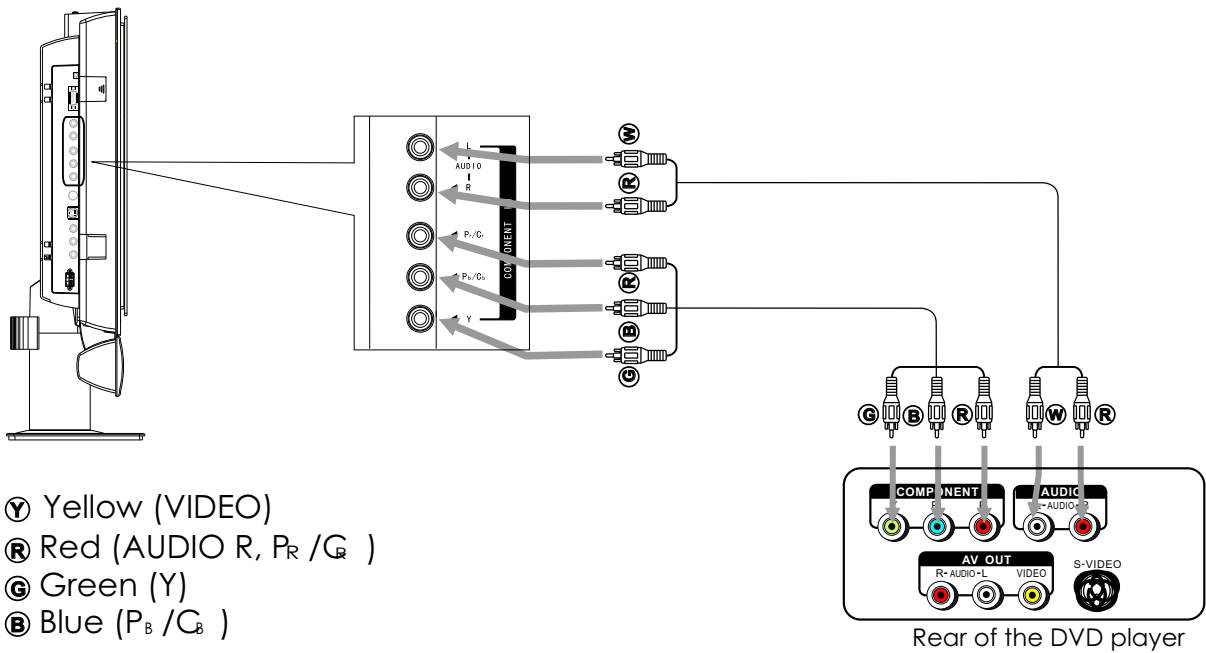 L
AUDIO
R
Pr/Cr
Pb/Cb
Y
COMPONENT
W
R
R
B
G
G B R W R
COMPONENT AUDIO
AUDIO
AV OUT
R-AUDIO-L VIDEO
S-VIDEO
Rear of the DVD player
Y Yellow (VIDEO)
R Red (AUDIO R, PR /CR )
G Green (Y)
B Blue (PB /CB )